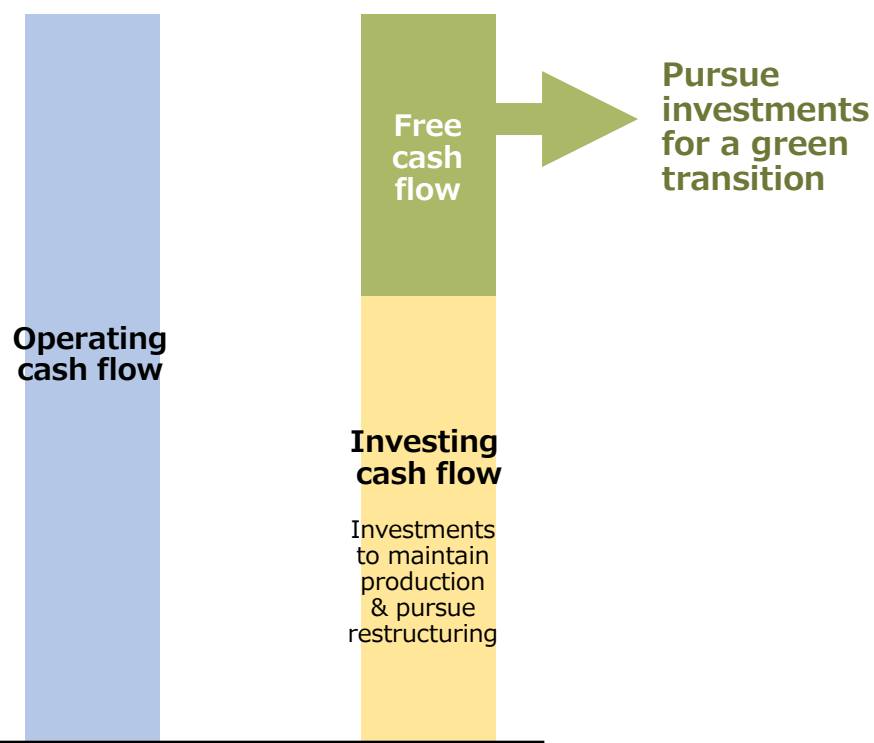 Operating
cash flow
Free
cash
flow
Pursue
investments
for a green
transition
Investing
cash flow
Investments
to maintain
production
& pursue
restructuring